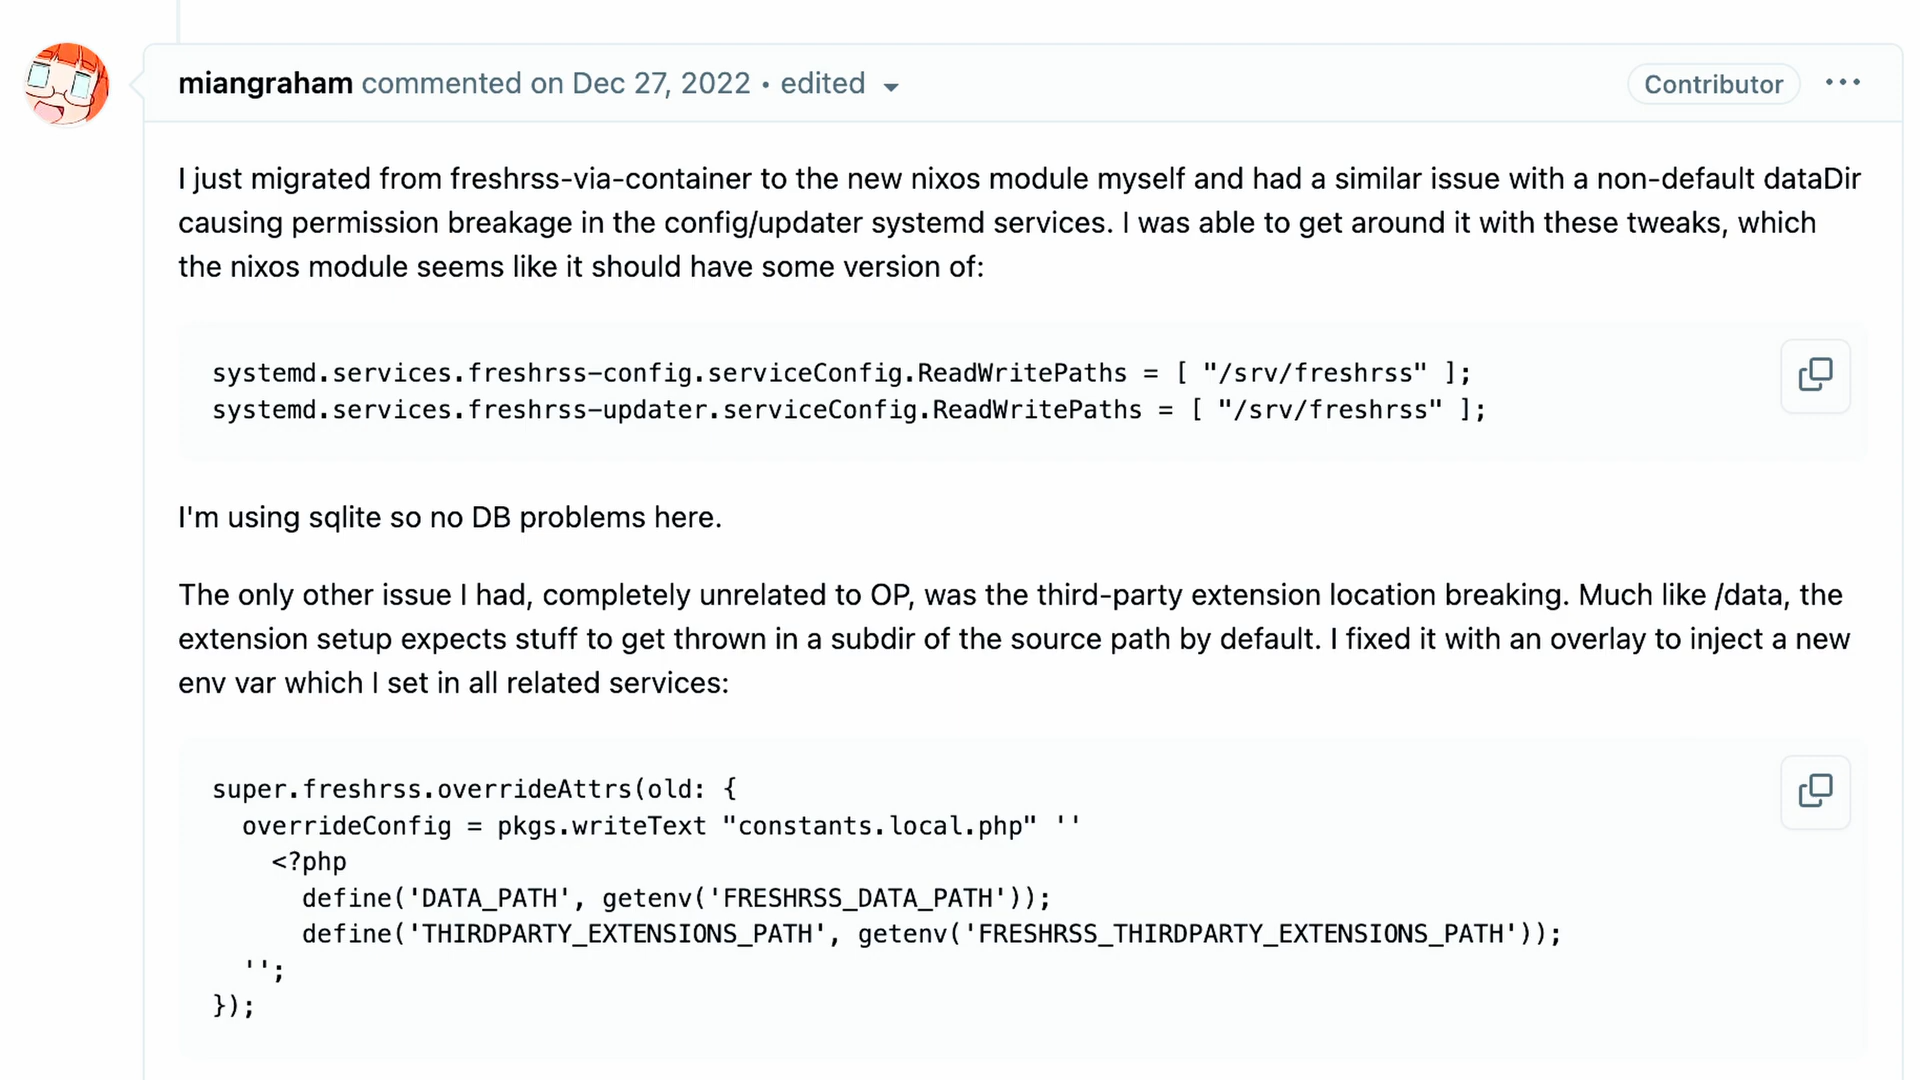 miangraham commented on Dec 27, 2022 • edited
Contributor
I just migrated from freshrss-via-container to the new nixos module myself and had a similar issue with a non-default dataDir
causing permission breakage in the config/updater systemd services. I was able to get around it with these tweaks, which
the nixos module seems like it should have some version of:
systemd.services.freshrss-config.serviceConfig.ReadWritePaths = [ "/srv/freshrss" ];
systemd.services.freshrss-updater.serviceConfig.ReadWritePaths = [ "/srv/freshrss" ];
I'm using sqlite so no DB problems here.
The only other issue I had, completely unrelated to OP, was the third-party extension location breaking. Much like /data, the
extension setup expects stuff to get thrown in a subdir of the source path by default. I fixed it with an overlay to inject a new
env var which I set in all related services:
super.freshrss.overrideAttrs(old: {
  overrideConfig = pkgs.writeText "constants.local.php" ''
    <?php
      define('DATA_PATH', getenv('FRESHRSS_DATA_PATH'));
      define('THIRDPARTY_EXTENSIONS_PATH', getenv('FRESHRSS_THIRDPARTY_EXTENSIONS_PATH'));
  '';
});